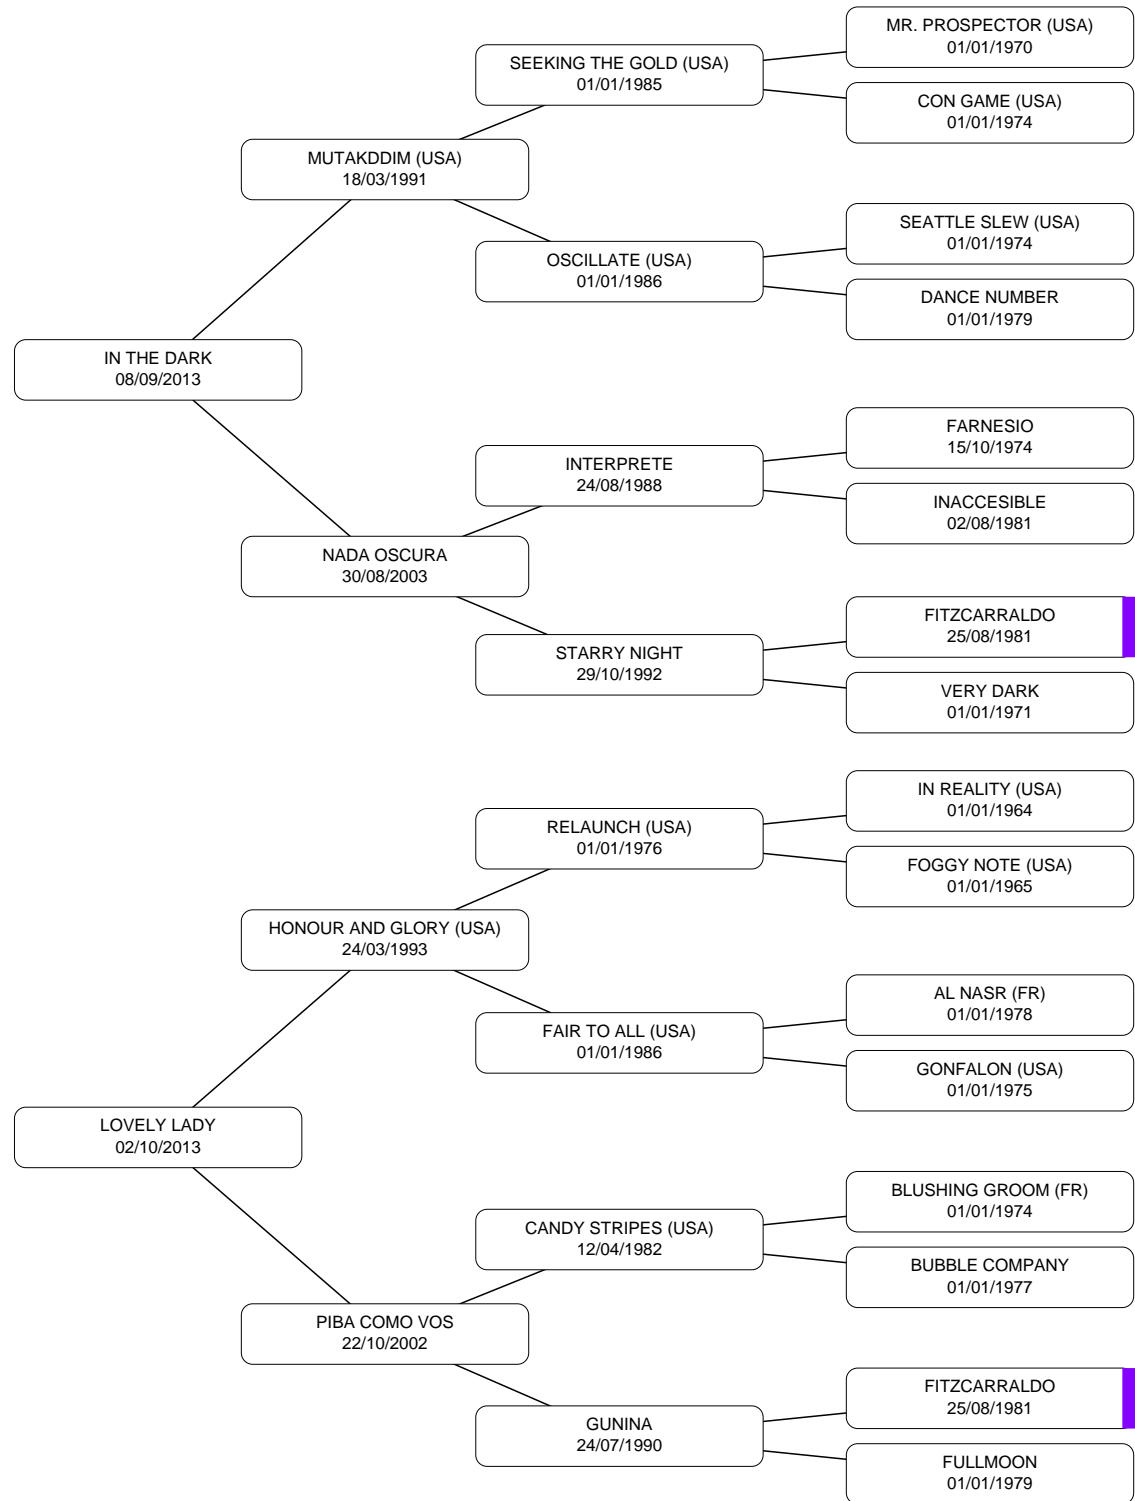 MR. PROSPECTOR (USA)
01/01/1970
SEEKING THE GOLD (USA)
01/01/1985
CON GAME (USA)
01/01/1974
MUTAKDDIM (USA)
18/03/1991
SEATTLE SLEW (USA)
01/01/1974
OSCILLATE (USA)
01/01/1986
DANCE NUMBER
01/01/1979
IN THE DARK
08/09/2013
FARNESIO
15/10/1974
INTERPRETE
24/08/1988
INACCESIBLE
02/08/1981
NADA OSCURA
30/08/2003
FITZCARRALDO
25/08/1981
STARRY NIGHT
29/10/1992
VERY DARK
01/01/1971
IN REALITY (USA)
01/01/1964
RELAUNCH (USA)
01/01/1976
FOGGY NOTE (USA)
01/01/1965
HONOUR AND GLORY (USA)
24/03/1993
AL NASR (FR)
01/01/1978
FAIR TO ALL (USA)
01/01/1986
GONFALON (USA)
01/01/1975
LOVELY LADY
02/10/2013
BLUSHING GROOM (FR)
01/01/1974
CANDY STRIPES (USA)
12/04/1982
BUBBLE COMPANY
01/01/1977
PIBA COMO VOS
22/10/2002
FITZCARRALDO
25/08/1981
GUNINA
24/07/1990
FULLMOON
01/01/1979